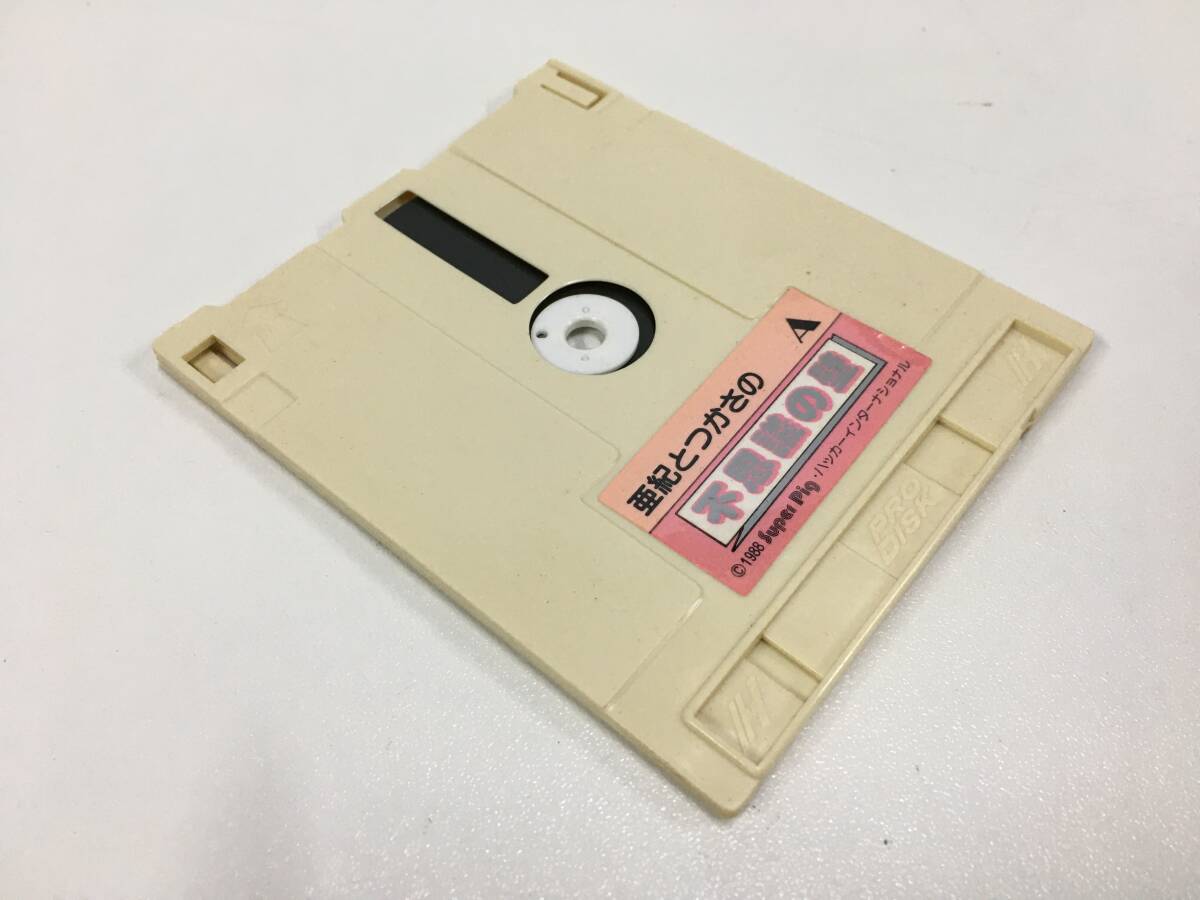 亜紀とつかさの
A
不思議の壁
©1988 Super Pig・ハッカーインターナショナル
PRO
DISK